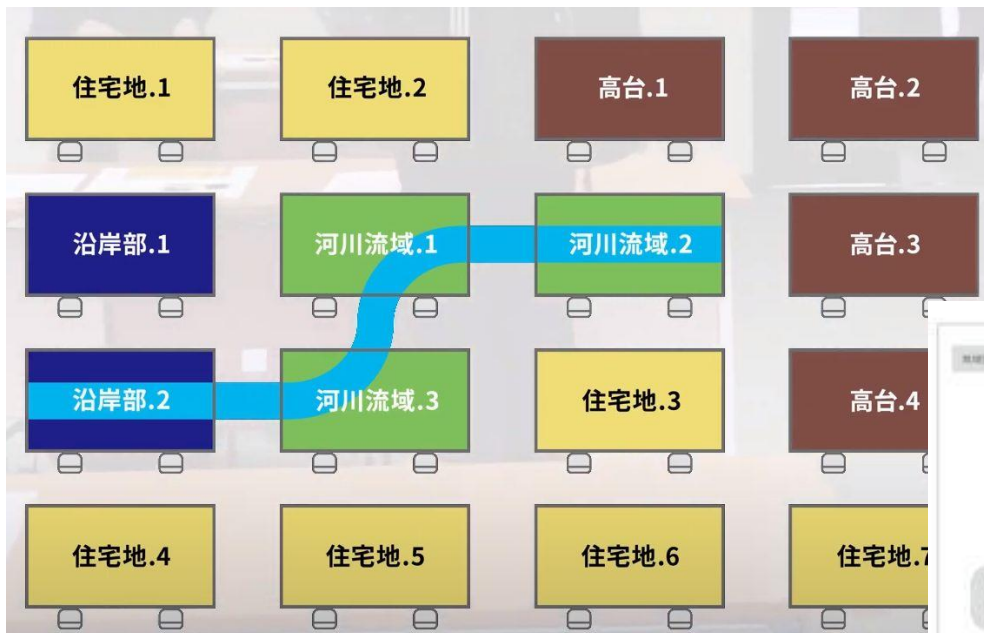 住宅地.1
住宅地.2
高台.1
高台.2
沿岸部.1
河川流域.1
河川流域.2
高台.3
沿岸部.2
河川流域.3
住宅地.3
高台.4
住宅地.4
住宅地.5
住宅地.6
住宅地.7